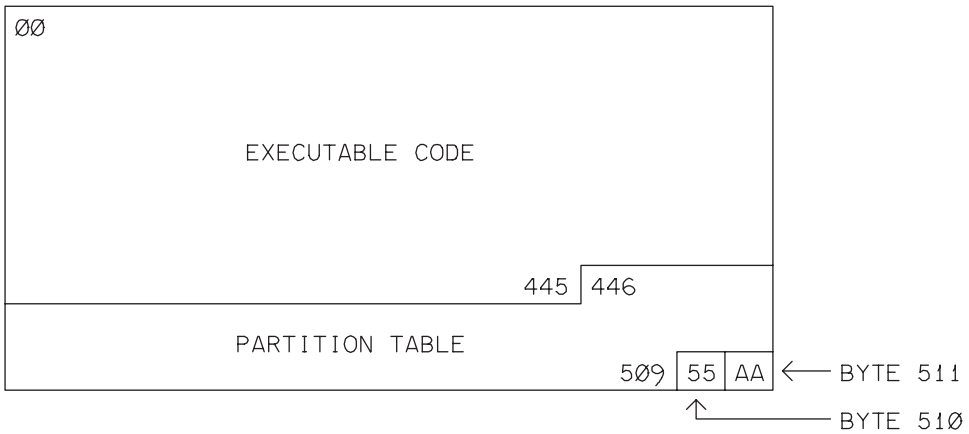 ØØ
EXECUTABLE CODE
445 446
PARTITION TABLE
5Ø9 55 AA BYTE 511
BYTE 51Ø